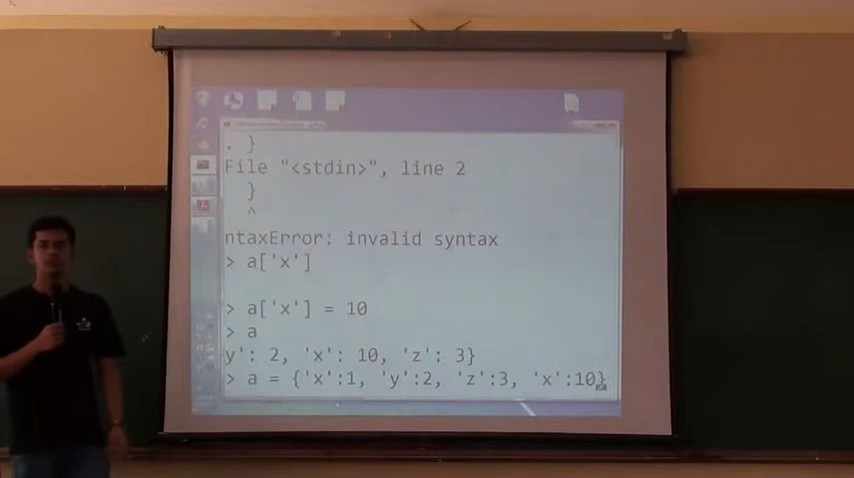 . }
File "<stdin>", line 2
}
^
ntaxError: invalid syntax
> a['x']
> a['x'] = 10
> a
y': 2, 'x': 10, 'z': 3}
> a = {'x':1, 'y':2, 'z':3, 'x':10}